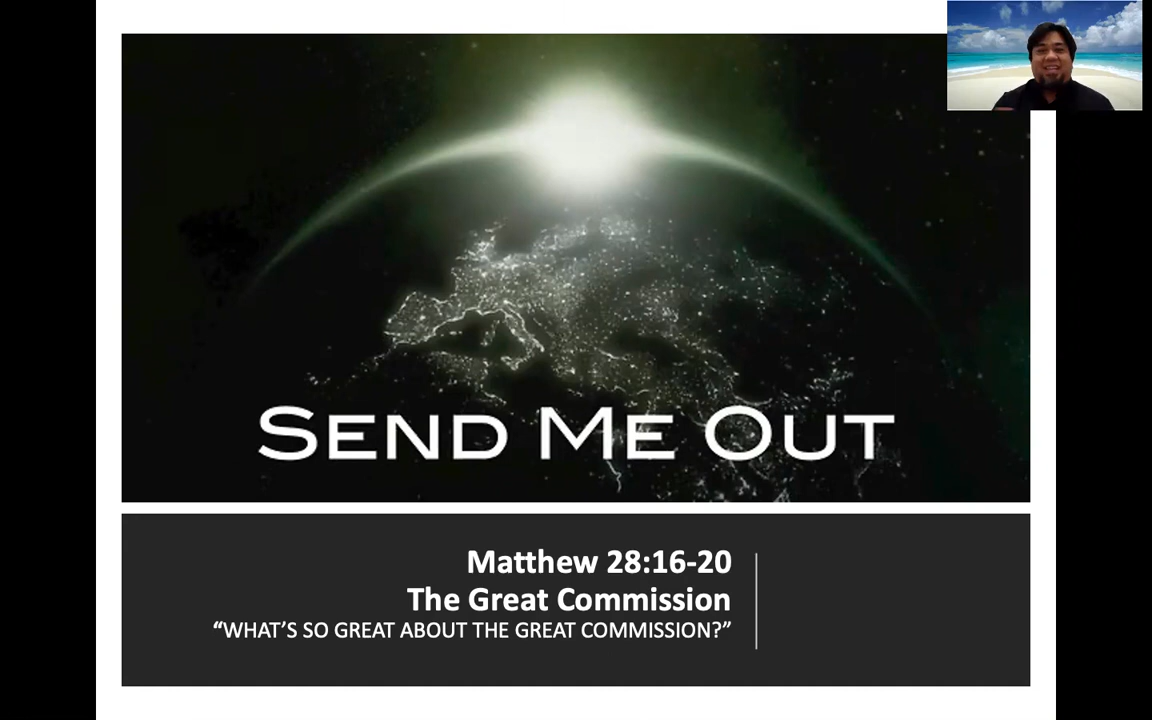 SEND ME OUT
Matthew 28:16-20
The Great Commission
“WHAT’S SO GREAT ABOUT THE GREAT COMMISSION?”